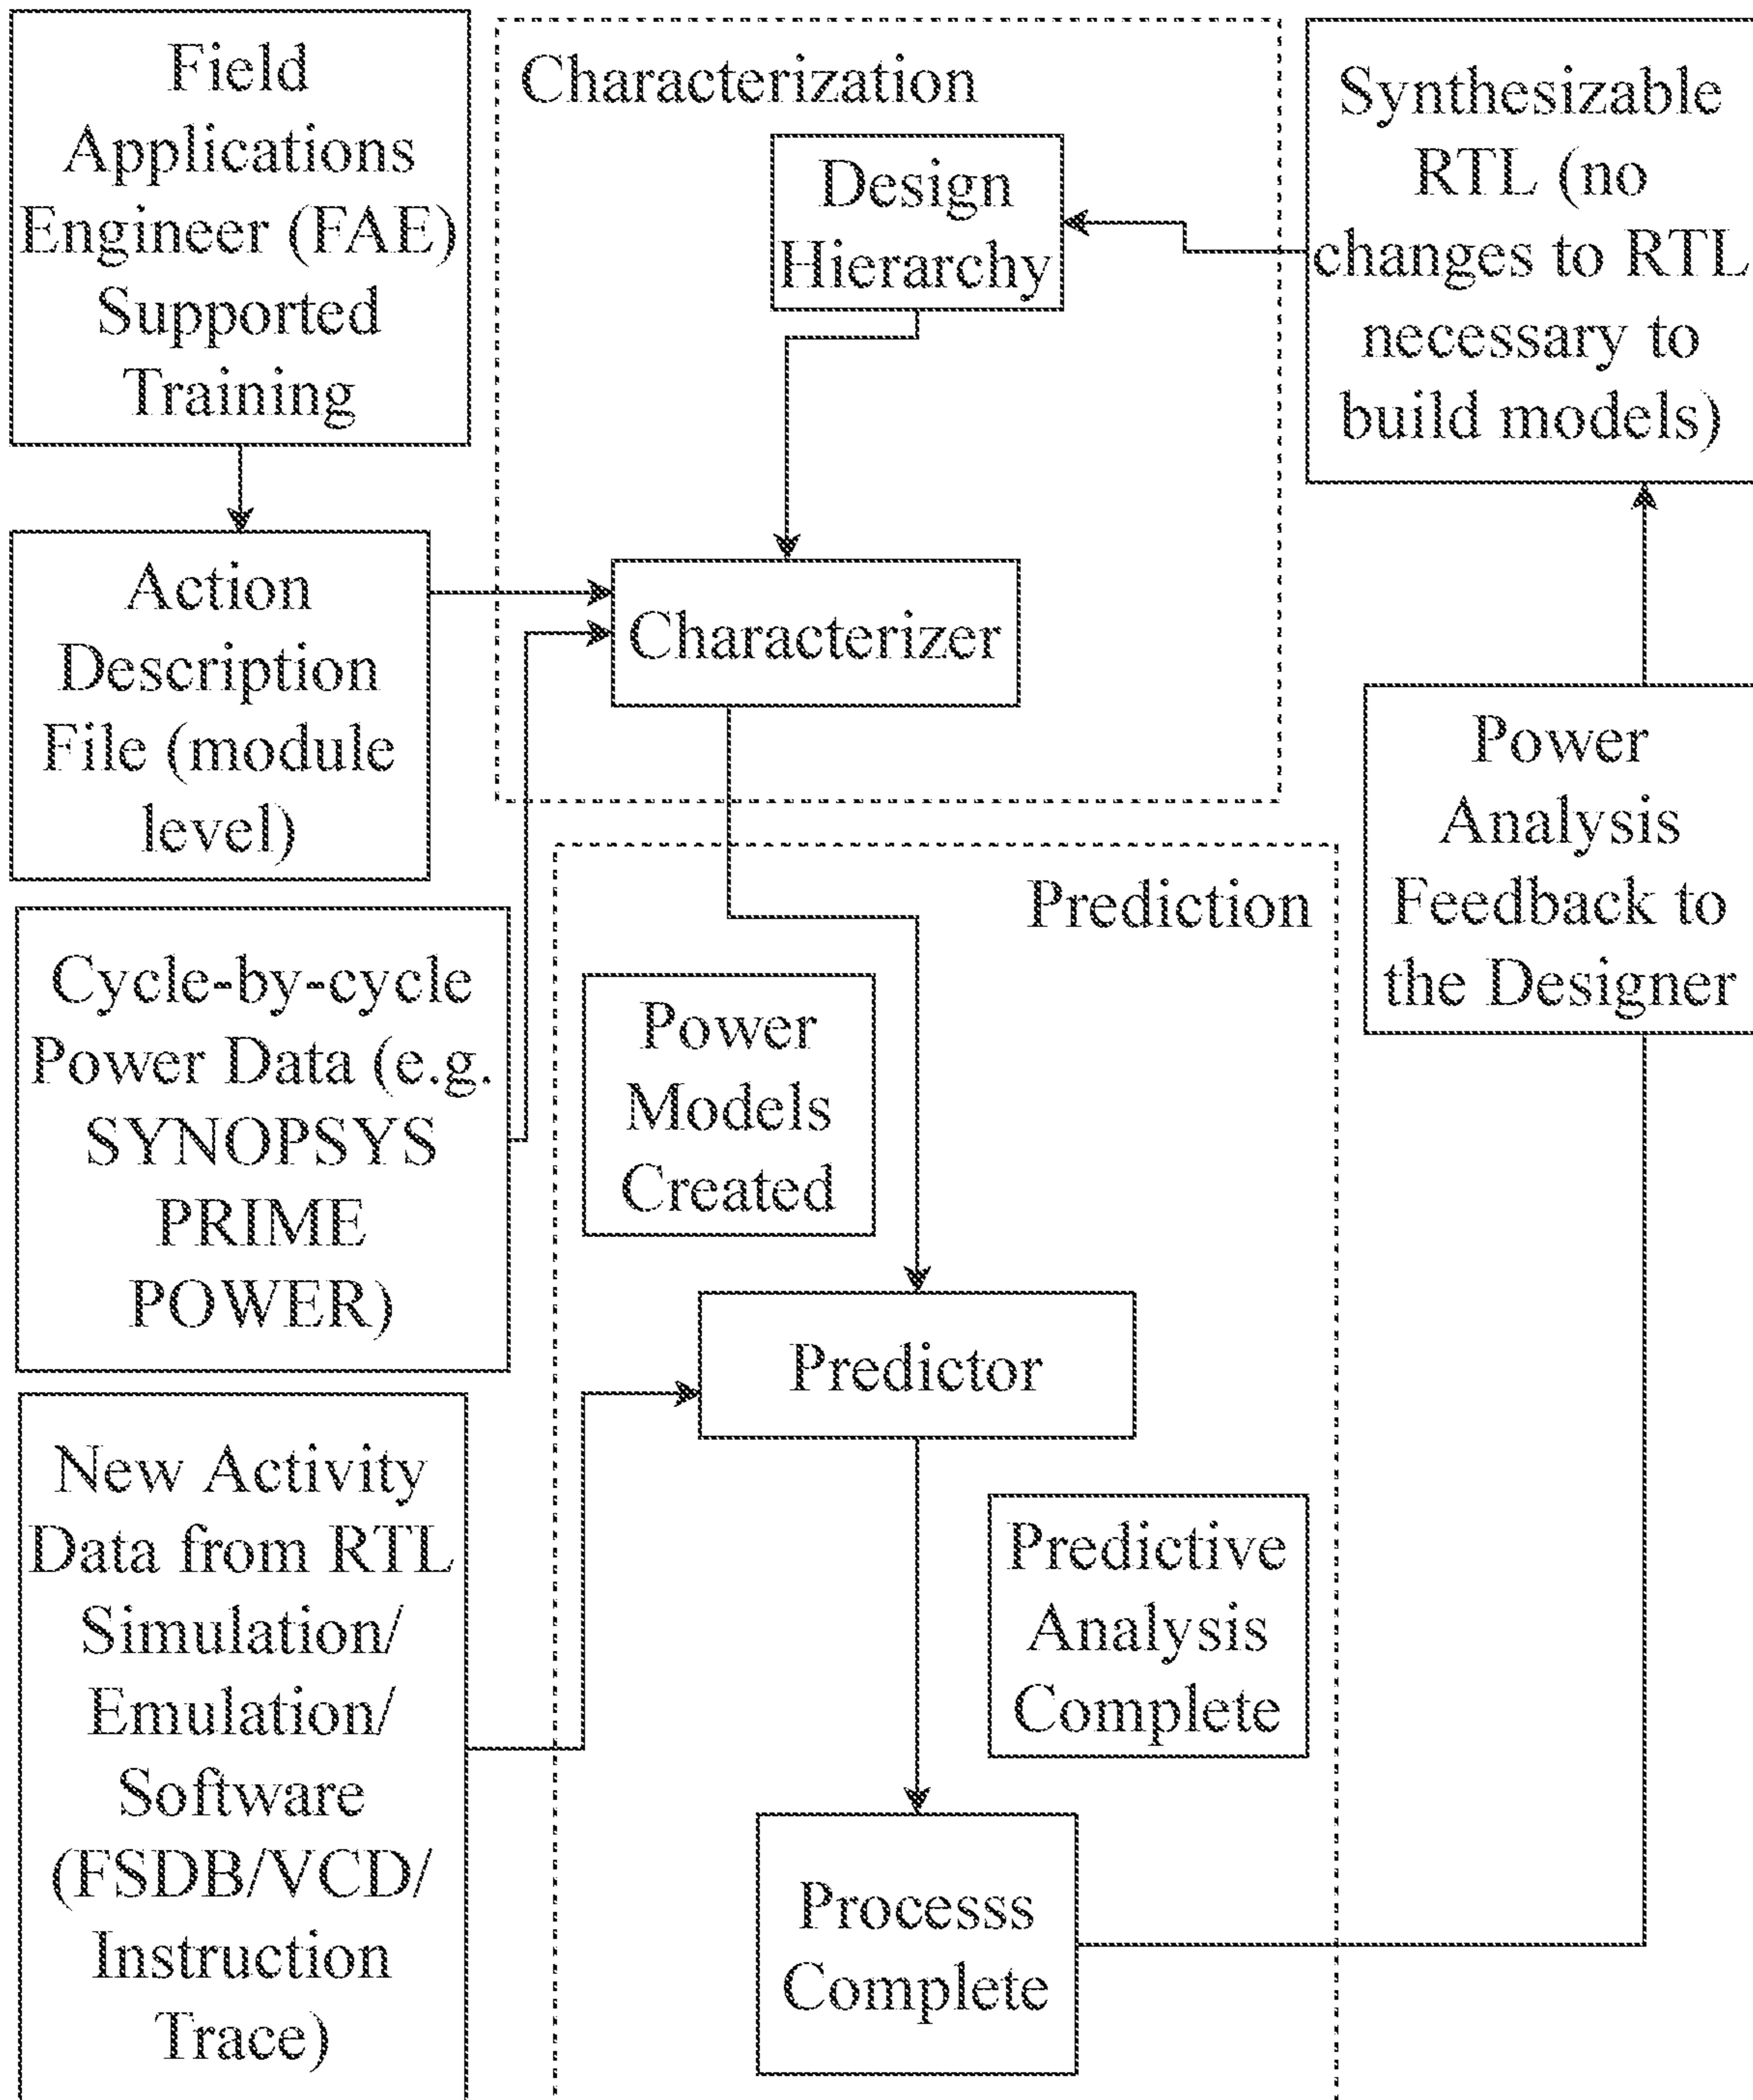 Field
Applications
Engineer (FAE)
Supported
Training
Characterization
Design
Hierarchy
Synthesizable
RTL (no
changes to RTL
necessary to
build models)
Action
Description
File (module
level)
Characterizer
Power
Analysis
Feedback to
the Designer
Cycle-by-cycle
Power Data (e.g.
SYNOPSYS
PRIME
POWER)
Prediction
Power
Models
Created
Predictor
New Activity
Data from RTL
Simulation/
Emulation/
Software
(FSDB/VCD/
Instruction
Trace)
Predictive
Analysis
Complete
Processs
Complete